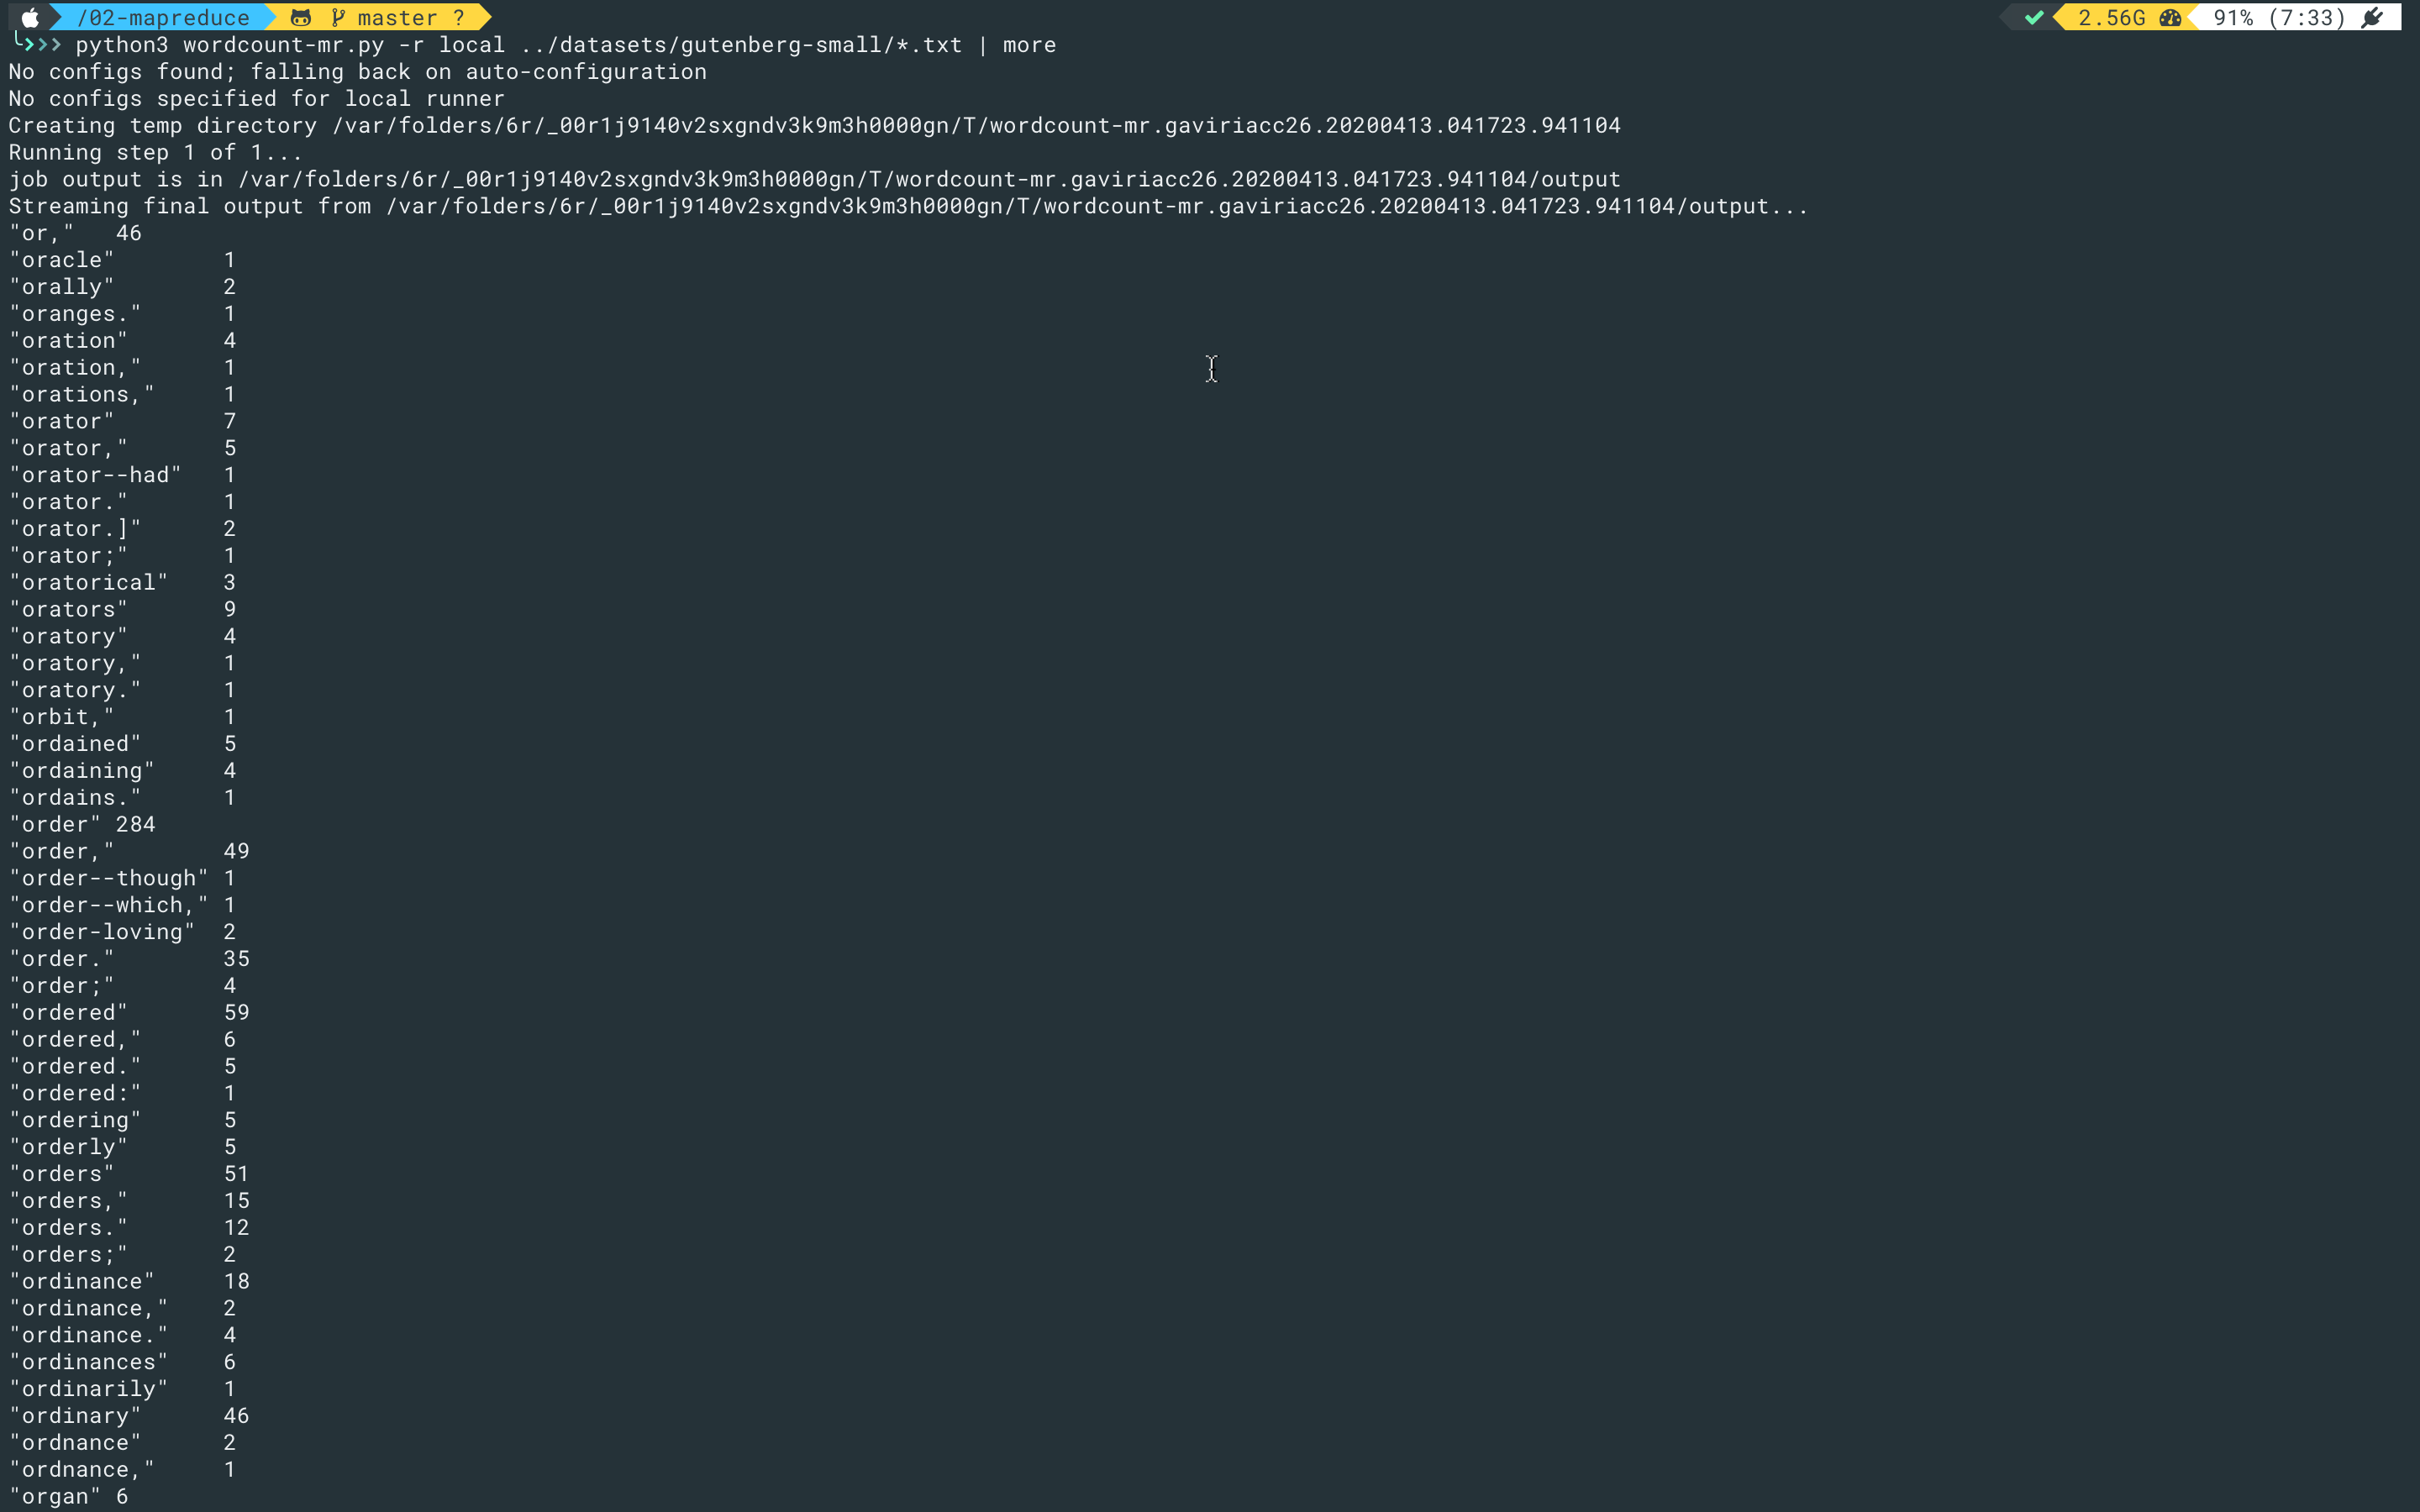 /02-mapreduce master ? ✔ 2.56G 91% (7:33)
python3 wordcount-mr.py -r local ../datasets/gutenberg-small/*.txt | more
No configs found; falling back on auto-configuration
No configs specified for local runner
Creating temp directory /var/folders/6r/_00r1j9140v2sxgndv3k9m3h0000gn/T/wordcount-mr.gaviriacc26.20200413.041723.941104
Running step 1 of 1...
job output is in /var/folders/6r/_00r1j9140v2sxgndv3k9m3h0000gn/T/wordcount-mr.gaviriacc26.20200413.041723.941104/output
Streaming final output from /var/folders/6r/_00r1j9140v2sxgndv3k9m3h0000gn/T/wordcount-mr.gaviriacc26.20200413.041723.941104/output...
"or," 46
"oracle" 1
"orally" 2
"oranges." 1
"oration" 4
"oration," 1
"orations," 1
"orator" 7
"orator," 5
"orator--had" 1
"orator." 1
"orator.]" 2
"orator;" 1
"oratorical" 3
"orators" 9
"oratory" 4
"oratory," 1
"oratory." 1
"orbit," 1
"ordained" 5
"ordaining" 4
"ordains." 1
"order" 284
"order," 49
"order--though" 1
"order--which," 1
"order-loving" 2
"order." 35
"order;" 4
"ordered" 59
"ordered," 6
"ordered." 5
"ordered:" 1
"ordering" 5
"orderly" 5
"orders" 51
"orders," 15
"orders." 12
"orders;" 2
"ordinance" 18
"ordinance," 2
"ordinance." 4
"ordinances" 6
"ordinarily" 1
"ordinary" 46
"ordnance" 2
"ordnance," 1
"organ" 6